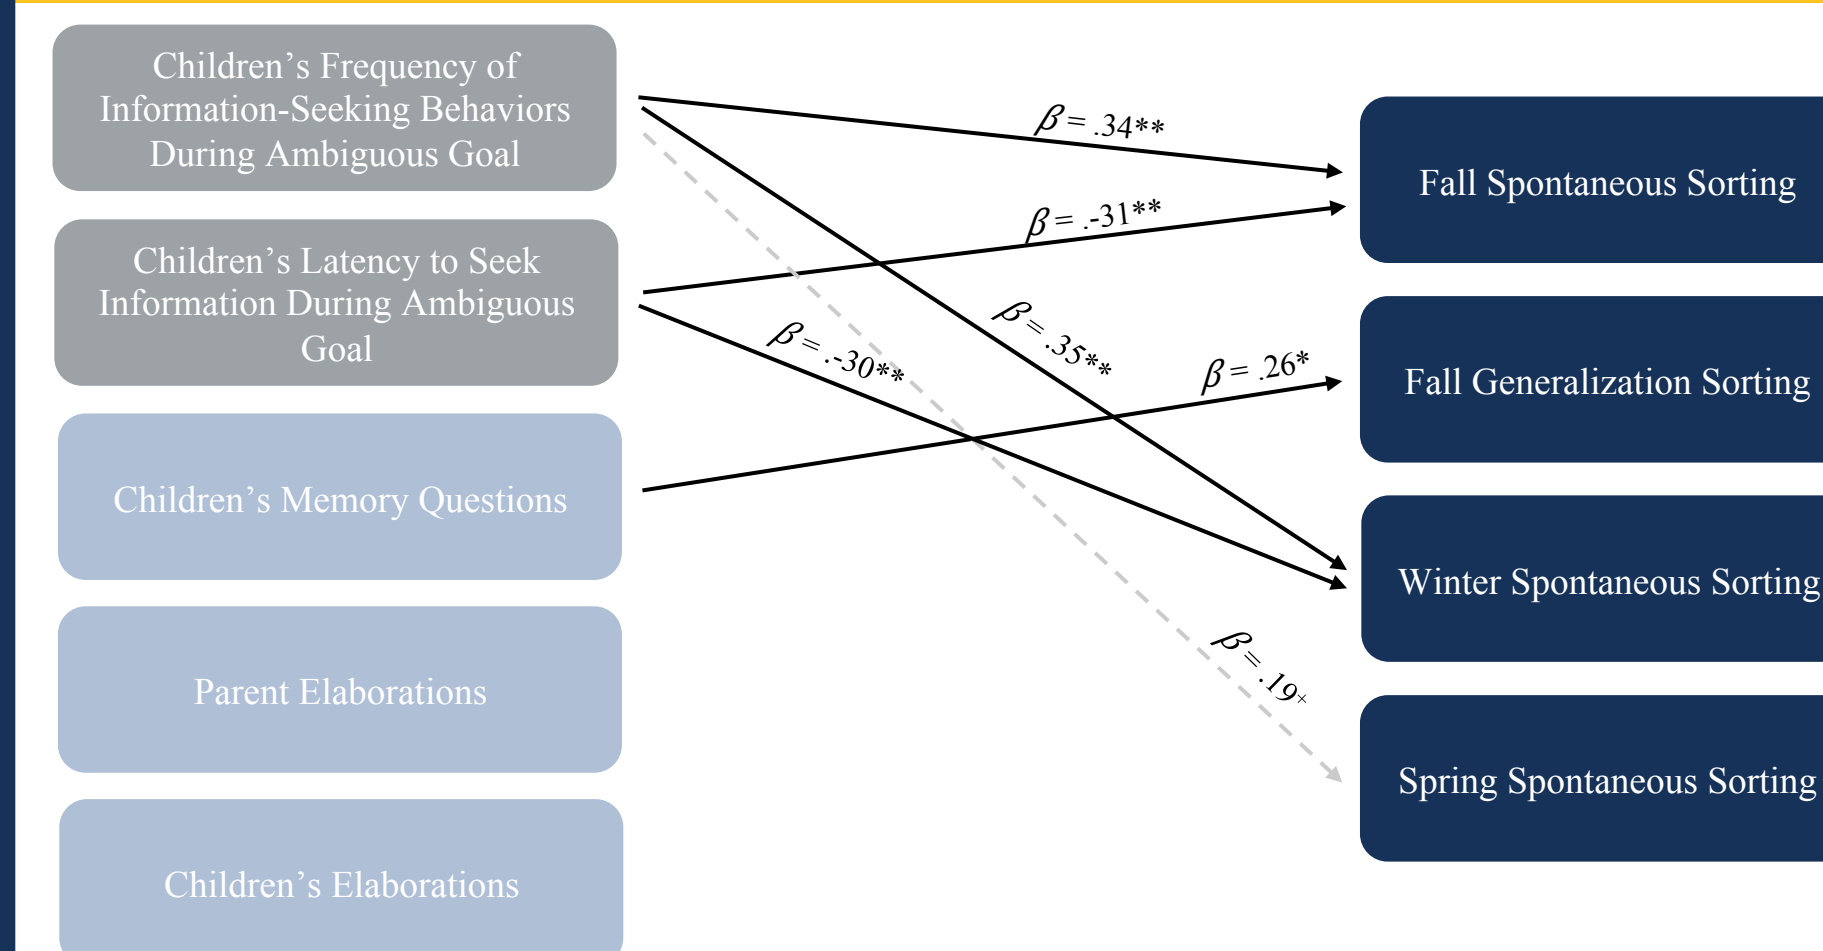 Children’s Frequency of
Information-Seeking Behaviors
During Ambiguous Goal
Children’s Latency to Seek
Information During Ambiguous
Goal
Children’s Memory Questions
Parent Elaborations
Children’s Elaborations
β = .34**
β = .-31**
β = .35**
β = .-30**
β = .26*
β = .19+
Fall Spontaneous Sorting
Fall Generalization Sorting
Winter Spontaneous Sorting
Spring Spontaneous Sorting